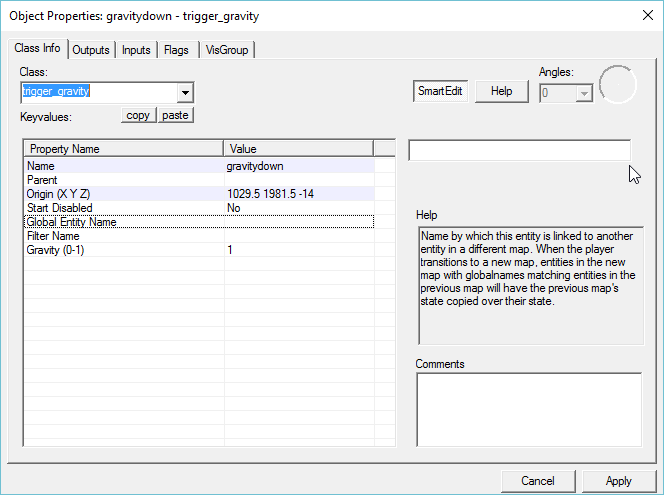 Object Properties: gravitydown - trigger_gravity
Class Info Outputs Inputs Flags VisGroup
Class:
trigger_gravity
SmartEdit Help
Angles:
0
Keyvalues: copy paste
Property Name Value
Name gravitydown
Parent
Origin (X Y Z) 1029.5 1981.5 -14
Start Disabled No
Global Entity Name
Filter Name
Gravity (0-1) 1
Help
Name by which this entity is linked to another
entity in a different map. When the player
transitions to a new map, entities in the new
map with globalnames matching entities in the
previous map will have the previous map's
state copied over their state.
Comments
Cancel Apply